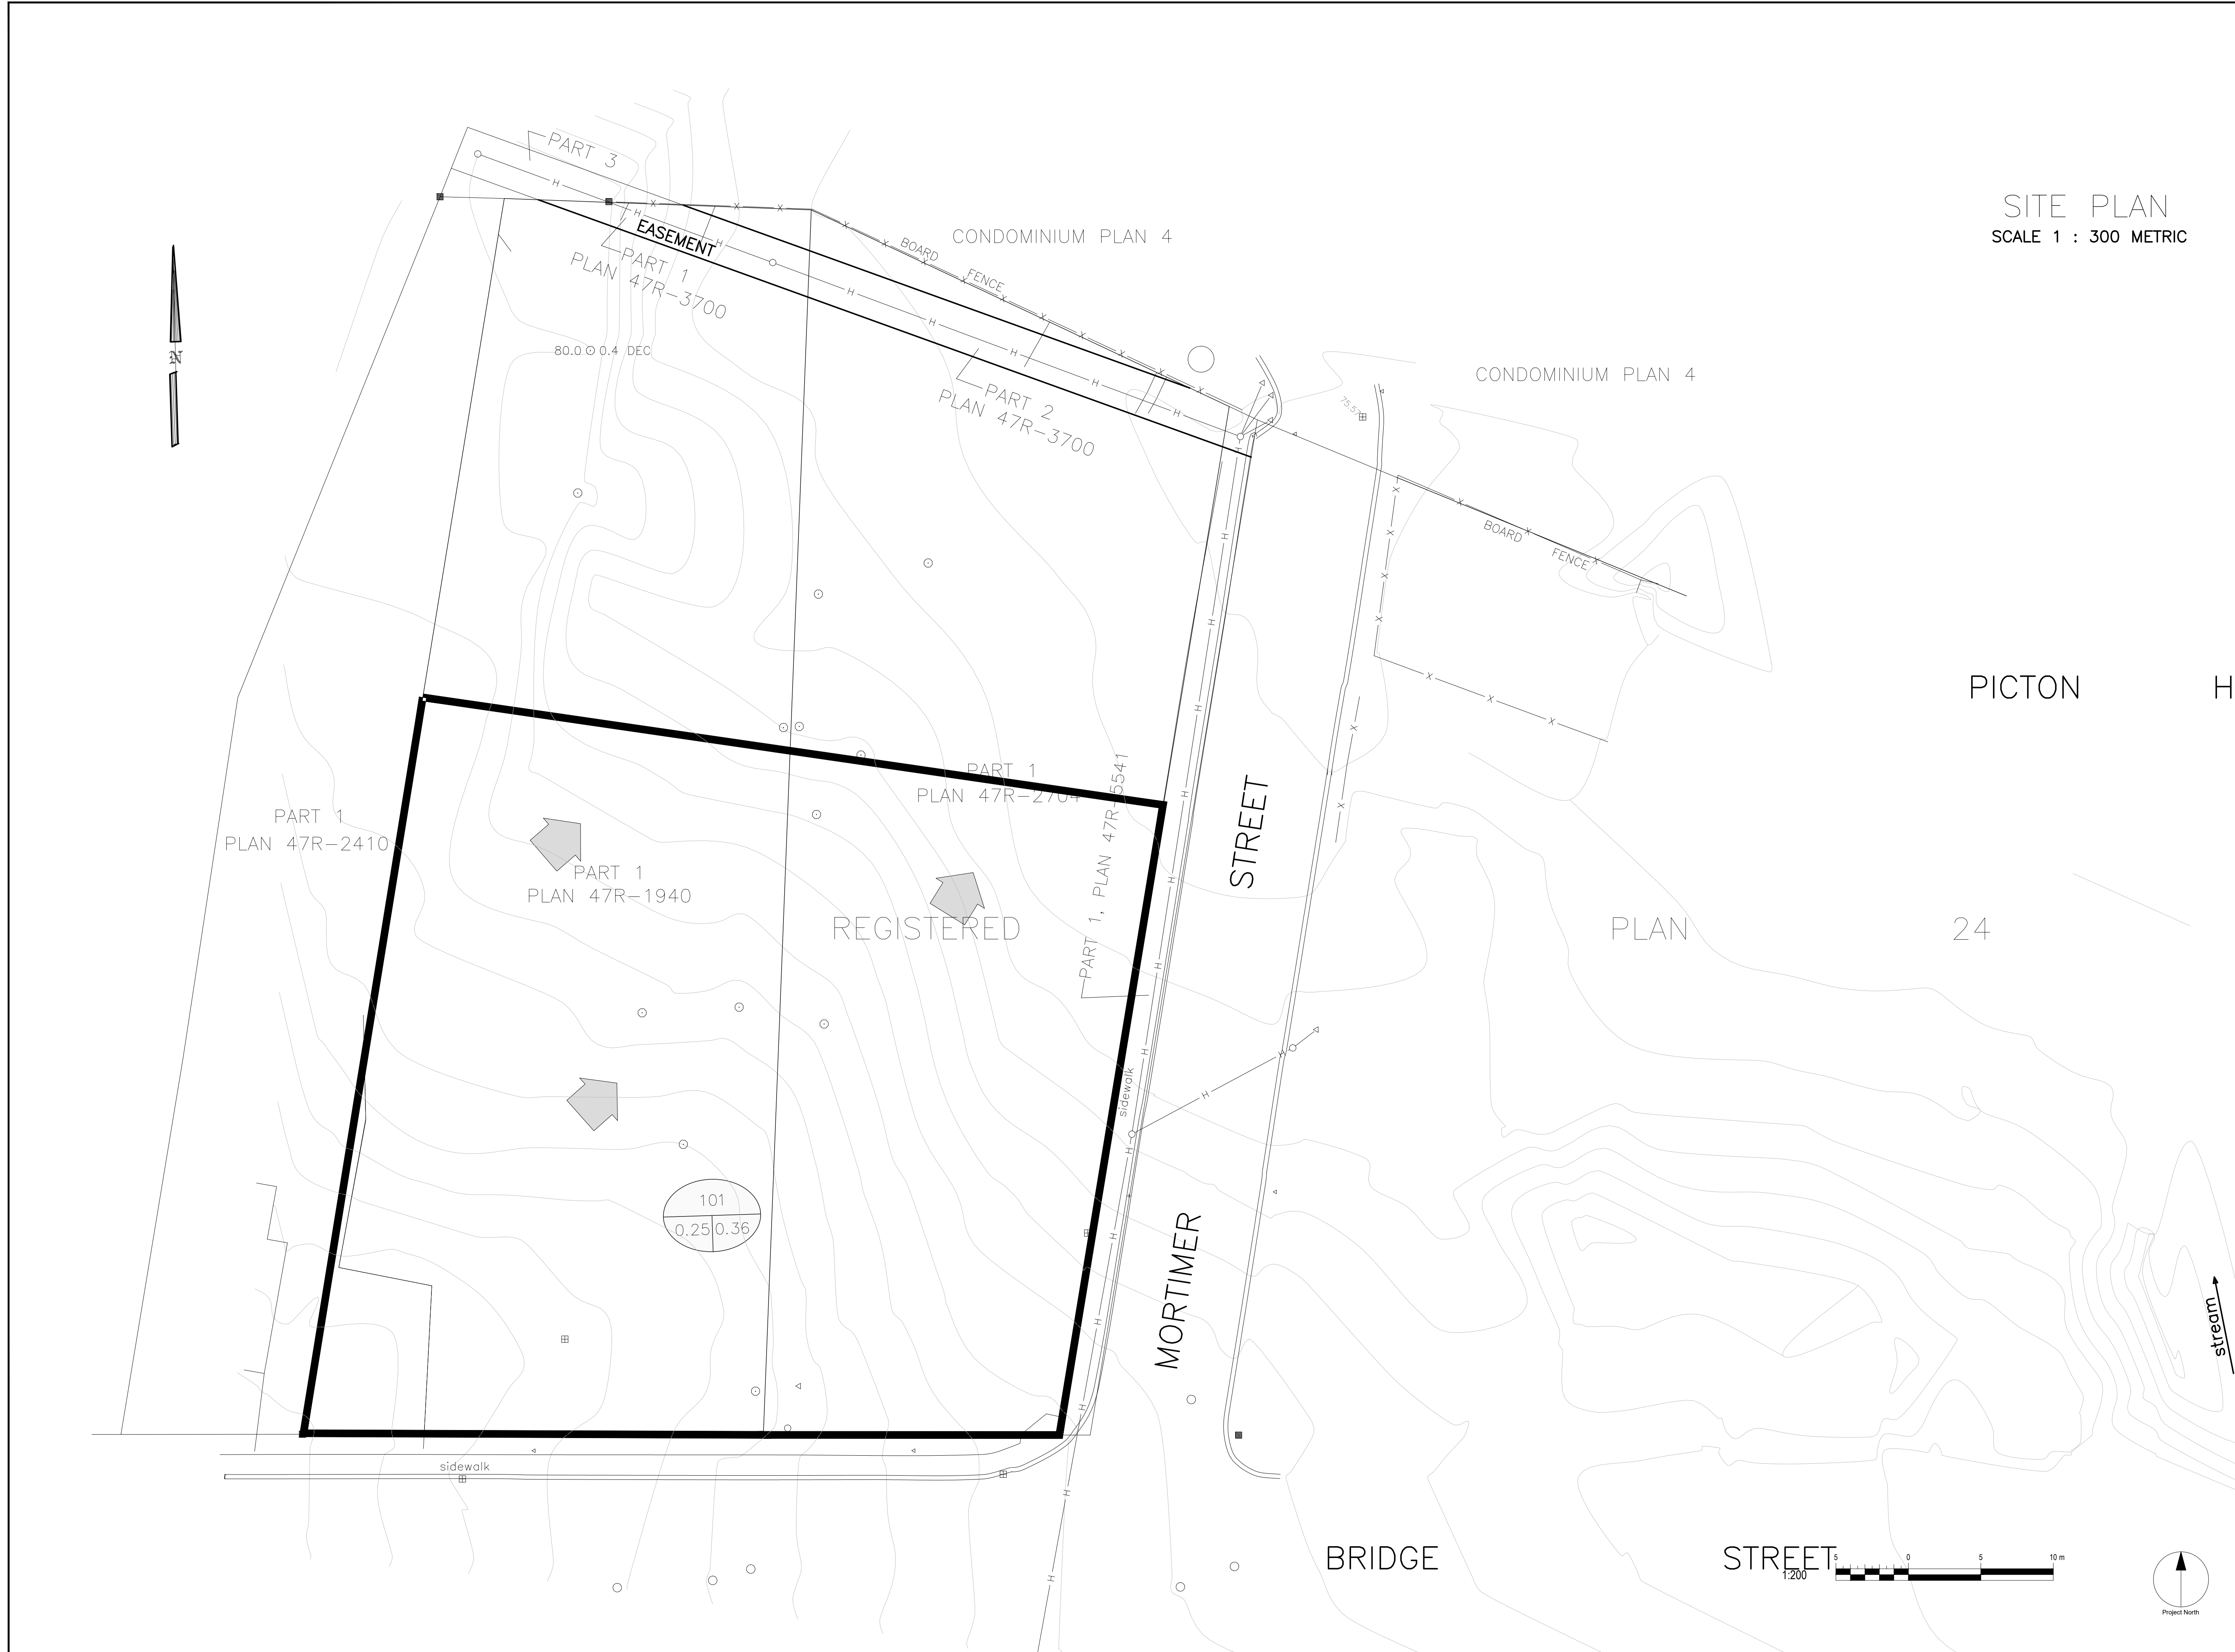 PART 3
SITE PLAN
SCALE 1 : 300 METRIC
EASEMENT
PART 1
PLAN 47R-3700
BOARD
FENCE
CONDOMINIUM PLAN 4
80.0 0.4 DEC
PART 2
PLAN 47R-3700
CONDOMINIUM PLAN 4
75.57
BOARD
FENCE
PICTON
H
PART 1
PLAN 47R-2704
PART 1
PLAN 47R-2410
PART 1
PLAN 47R-1940
PART 1, PLAN 47R-5541
STREET
REGISTERED
PLAN
24
sidewalk
101
0.25
0.36
MORTIMER
stream
sidewalk
BRIDGE
STREET
1:200
5
0
5
10 m
Project North